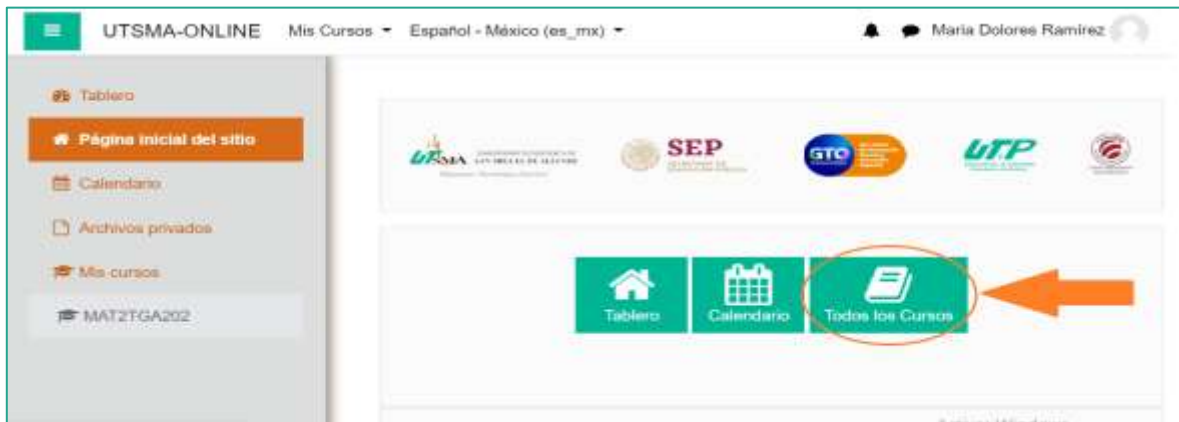 UTSMA-ONLINE Mis Cursos Español - México (es_mx) Maria Dolores Ramírez
Tablero
Página inicial del sitio
Calendario
Archivos privados
Mis cursos
MAT2TGA202
UTSMA SEP GTO UTP
Tablero Calendario Todos los Cursos